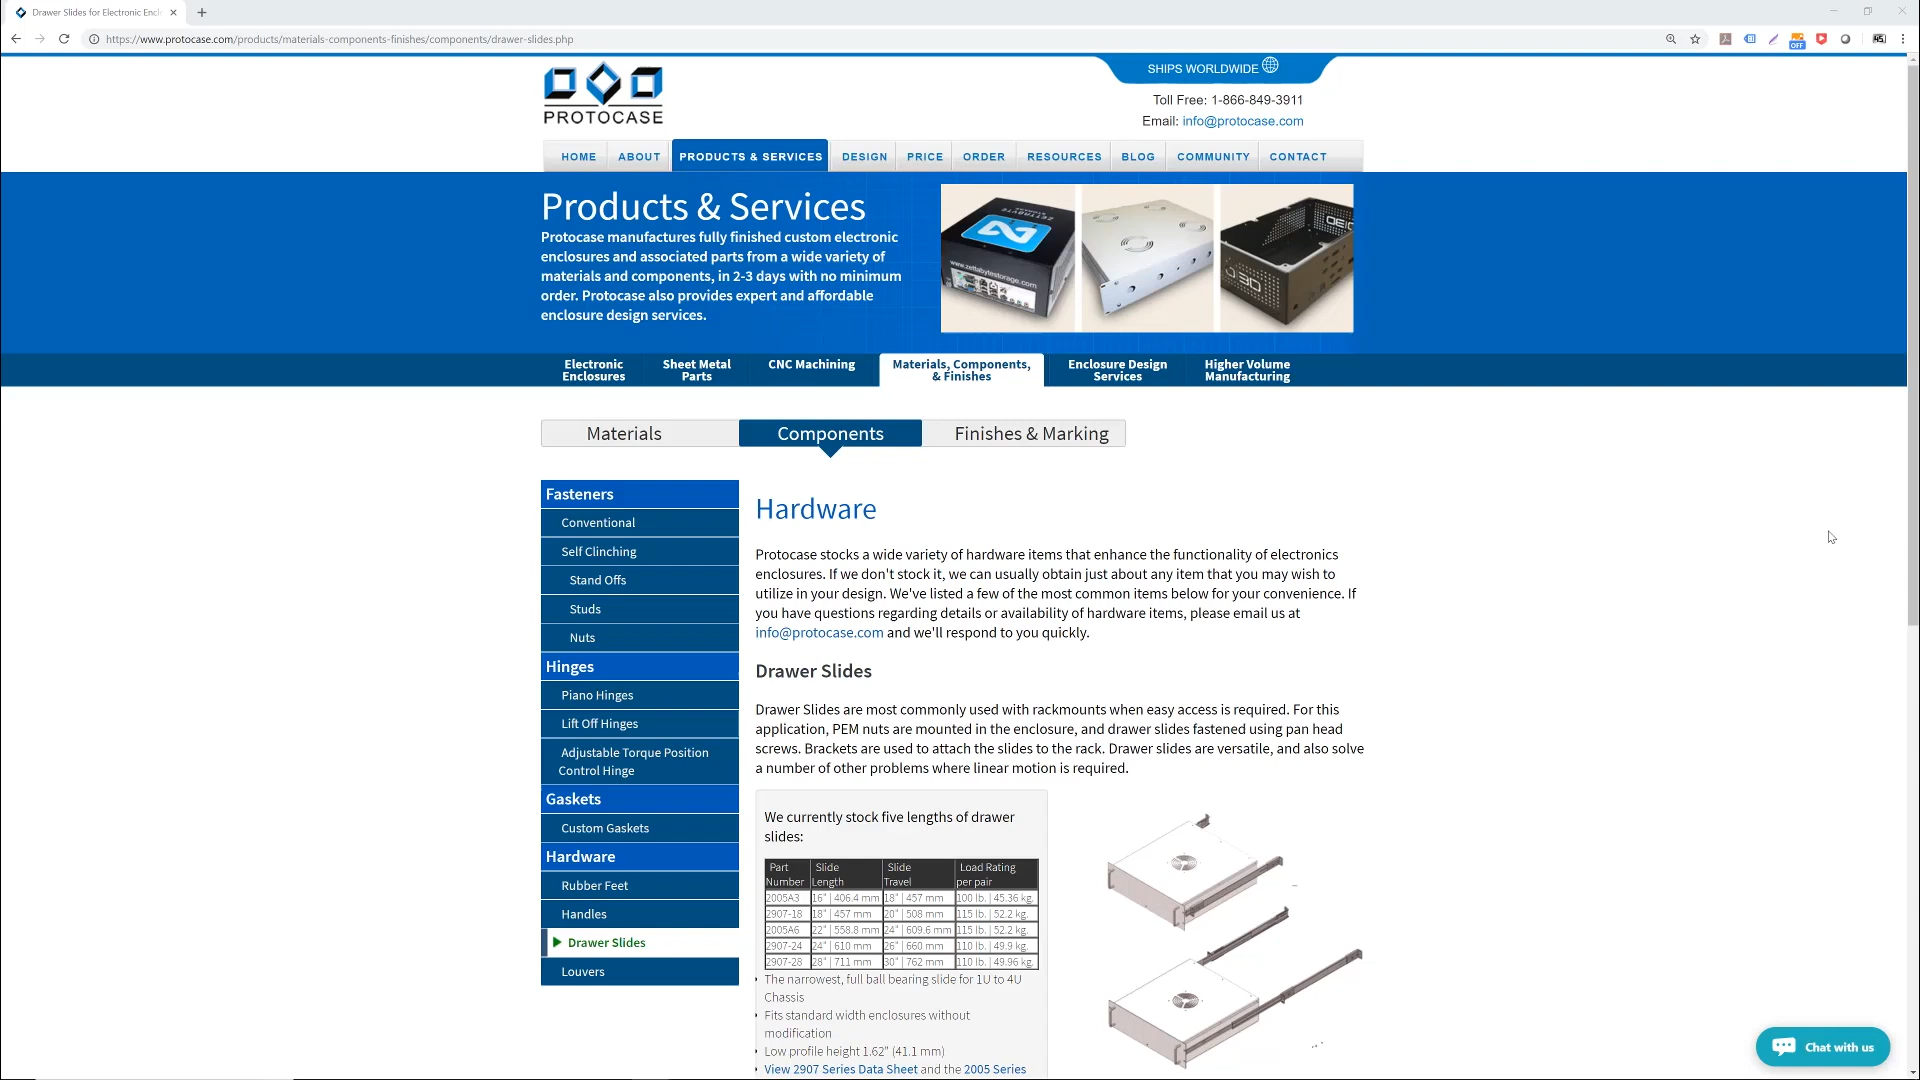 Drawer Slides for Electronic Encl
https://www.protocase.com/products/materials-components-finishes/components/drawer-slides.php
OFF
PROTOCASE
SHIPS WORLDWIDE
Toll Free: 1-866-849-3911
Email: info@protocase.com
HOME ABOUT PRODUCTS & SERVICES DESIGN PRICE ORDER RESOURCES BLOG COMMUNITY CONTACT
Products & Services
Protocase manufactures fully finished custom electronic
enclosures and associated parts from a wide variety of
materials and components, in 2-3 days with no minimum
order. Protocase also provides expert and affordable
enclosure design services.
ZETTABYTE
www.zettabytestorage.com
Electronic Enclosures
Sheet Metal Parts
CNC Machining
Materials, Components, & Finishes
Enclosure Design Services
Higher Volume Manufacturing
Materials Components Finishes & Marking
Fasteners
Conventional
Self Clinching
Stand Offs
Studs
Nuts
Hinges
Piano Hinges
Lift Off Hinges
Adjustable Torque Position
Control Hinge
Gaskets
Custom Gaskets
Hardware
Rubber Feet
Handles
Drawer Slides
Louvers
Hardware
Protocase stocks a wide variety of hardware items that enhance the functionality of electronics
enclosures. If we don't stock it, we can usually obtain just about any item that you may wish to
utilize in your design. We've listed a few of the most common items below for your convenience. If
you have questions regarding details or availability of hardware items, please email us at
info@protocase.com and we'll respond to you quickly.
Drawer Slides
Drawer Slides are most commonly used with rackmounts when easy access is required. For this
application, PEM nuts are mounted in the enclosure, and drawer slides fastened using pan head
screws. Brackets are used to attach the slides to the rack. Drawer slides are versatile, and also solve
a number of other problems where linear motion is required.
We currently stock five lengths of drawer
slides:
Part Number Slide Length Slide Travel Load Rating per pair
2005A3 16" | 406.4 mm 18" | 457 mm 100 lb. | 45.36 kg.
2907-18 18" | 457 mm 20" | 508 mm 115 lb. | 52.2 kg.
2005A6 22" | 558.8 mm 24" | 609.6 mm 115 lb. | 52.2 kg.
2907-24 24" | 610 mm 26" | 660 mm 110 lb. | 49.9 kg.
2907-28 28" | 711 mm 30" | 762 mm 110 lb. | 49.96 kg.
The narrowest, full ball bearing slide for 1U to 4U
Chassis
Fits standard width enclosures without
modification
Low profile height 1.62" (41.1 mm)
View 2907 Series Data Sheet and the 2005 Series
Chat with us